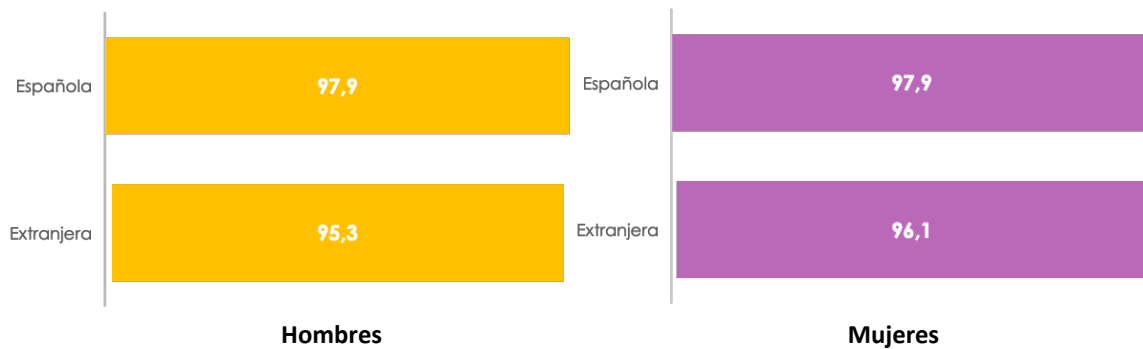 Española
97,9
Extranjera
95,3
Hombres
Española
97,9
Extranjera
96,1
Mujeres